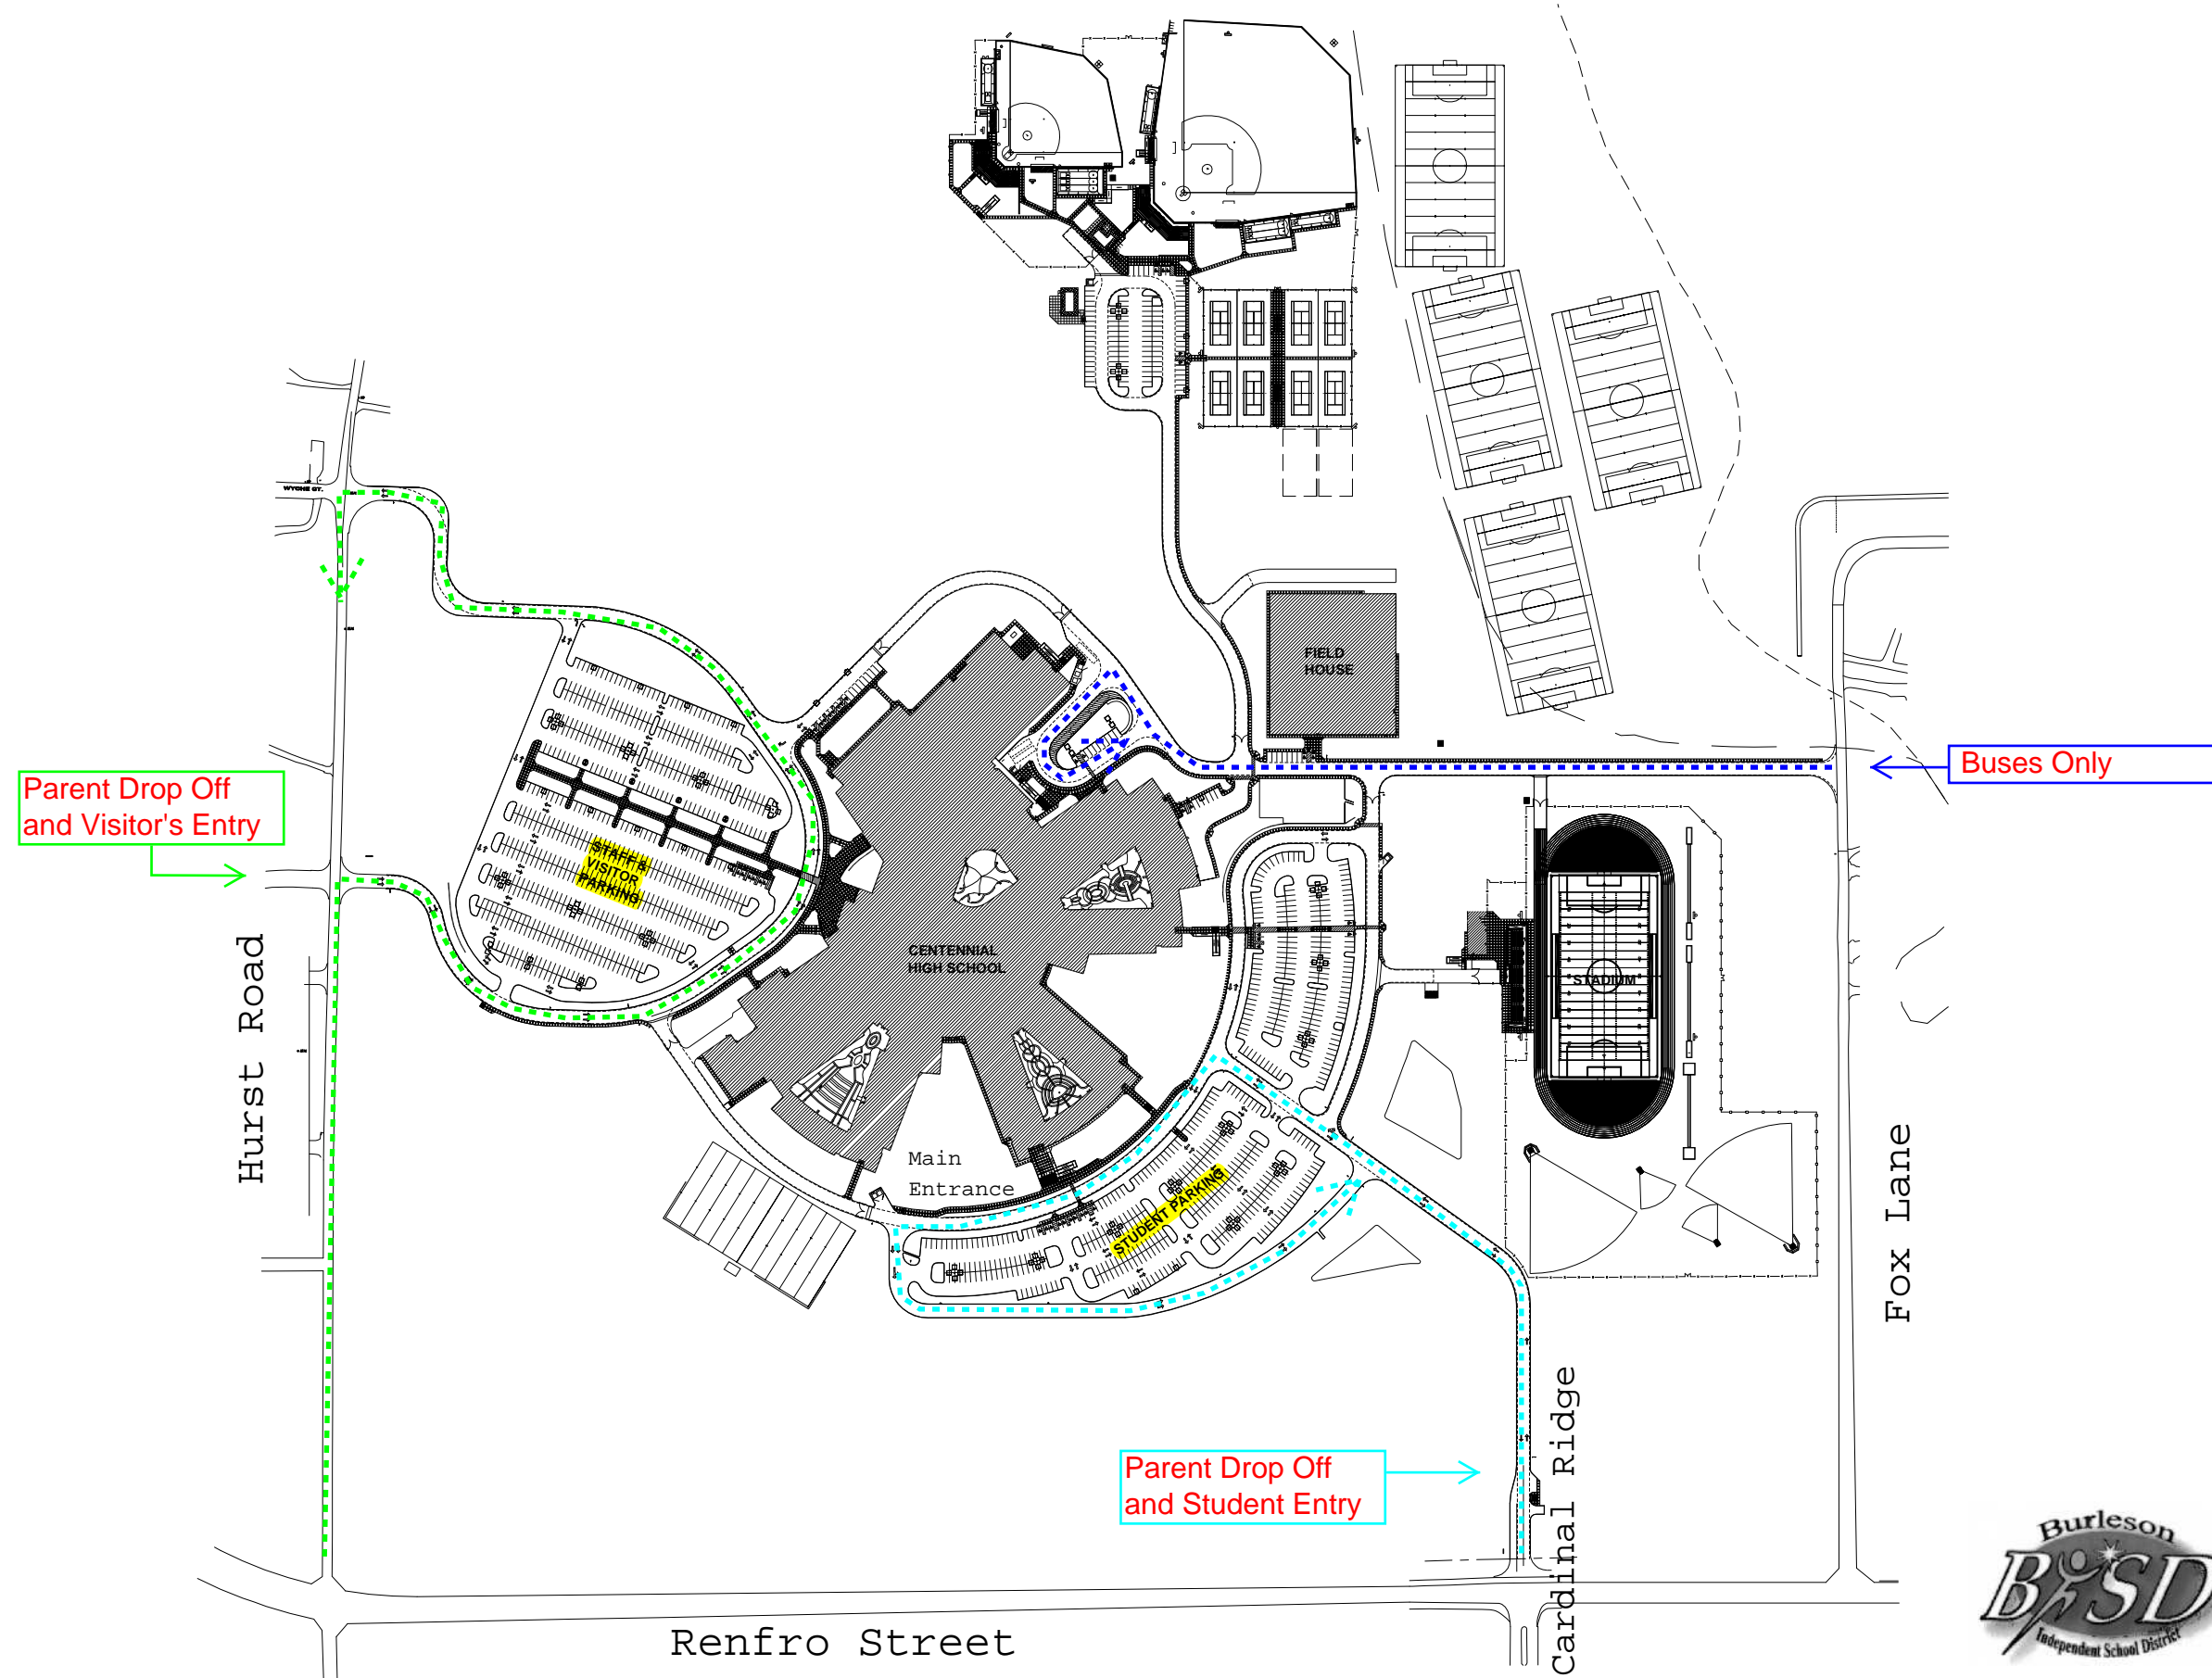 WYCHE ST.
FIELD
HOUSE
Buses Only
Parent Drop Off
and Visitor's Entry
STAFF &
VISITOR
PARKING
CENTENNIAL
HIGH SCHOOL
STADIUM
Hurst Road
Main
Entrance
STUDENT PARKING
Fox Lane
Parent Drop Off
and Student Entry
Cardinal Ridge
Renfro Street
Burleson
BISD
Independent School District